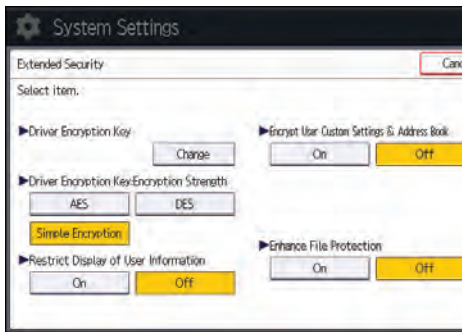 System Settings
Extended Security
Canc
Select item.
▶Driver Encryption Key
Change
▶Driver Encryption Key:Encryption Strength
AES DES
Simple Encryption
▶Restrict Display of User Information
On Off
▶Encrypt User Custom Settings & Address Book
On Off
▶Enhance File Protection
On Off